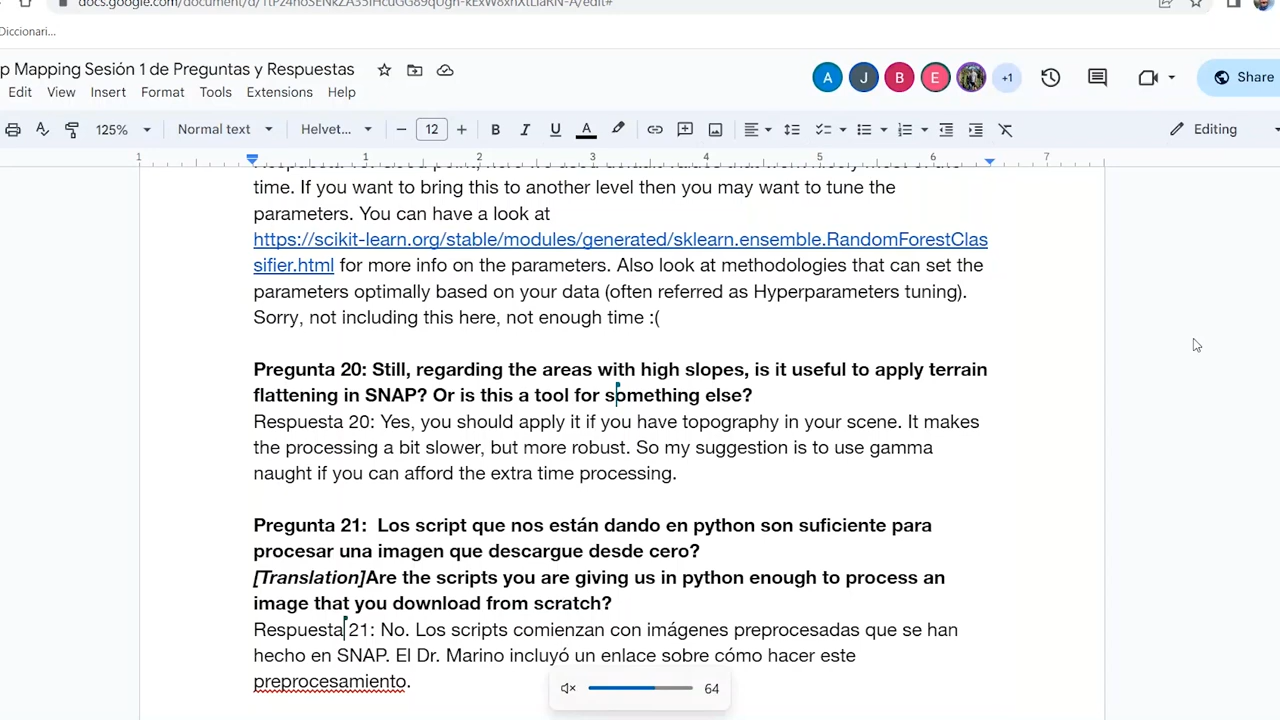 Diccionari...
p Mapping Sesión 1 de Preguntas y Respuestas
A J B E +1
Share
Edit View Insert Format Tools Extensions Help
125% Normal text Helvet... 12 B I U A Editing
1 1 2 3 4 5 6 7
time. If you want to bring this to another level then you may want to tune the
parameters. You can have a look at
https://scikit-learn.org/stable/modules/generated/sklearn.ensemble.RandomForestClas
sifier.html for more info on the parameters. Also look at methodologies that can set the
parameters optimally based on your data (often referred as Hyperparameters tuning).
Sorry, not including this here, not enough time :(
Pregunta 20: Still, regarding the areas with high slopes, is it useful to apply terrain
flattening in SNAP? Or is this a tool for something else?
Respuesta 20: Yes, you should apply it if you have topography in your scene. It makes
the processing a bit slower, but more robust. So my suggestion is to use gamma
naught if you can afford the extra time processing.
Pregunta 21: Los script que nos están dando en python son suficiente para
procesar una imagen que descargue desde cero?
[Translation]Are the scripts you are giving us in python enough to process an
image that you download from scratch?
Respuesta 21: No. Los scripts comienzan con imágenes preprocesadas que se han
hecho en SNAP. El Dr. Marino incluyó un enlace sobre cómo hacer este
preprocesamiento.
64